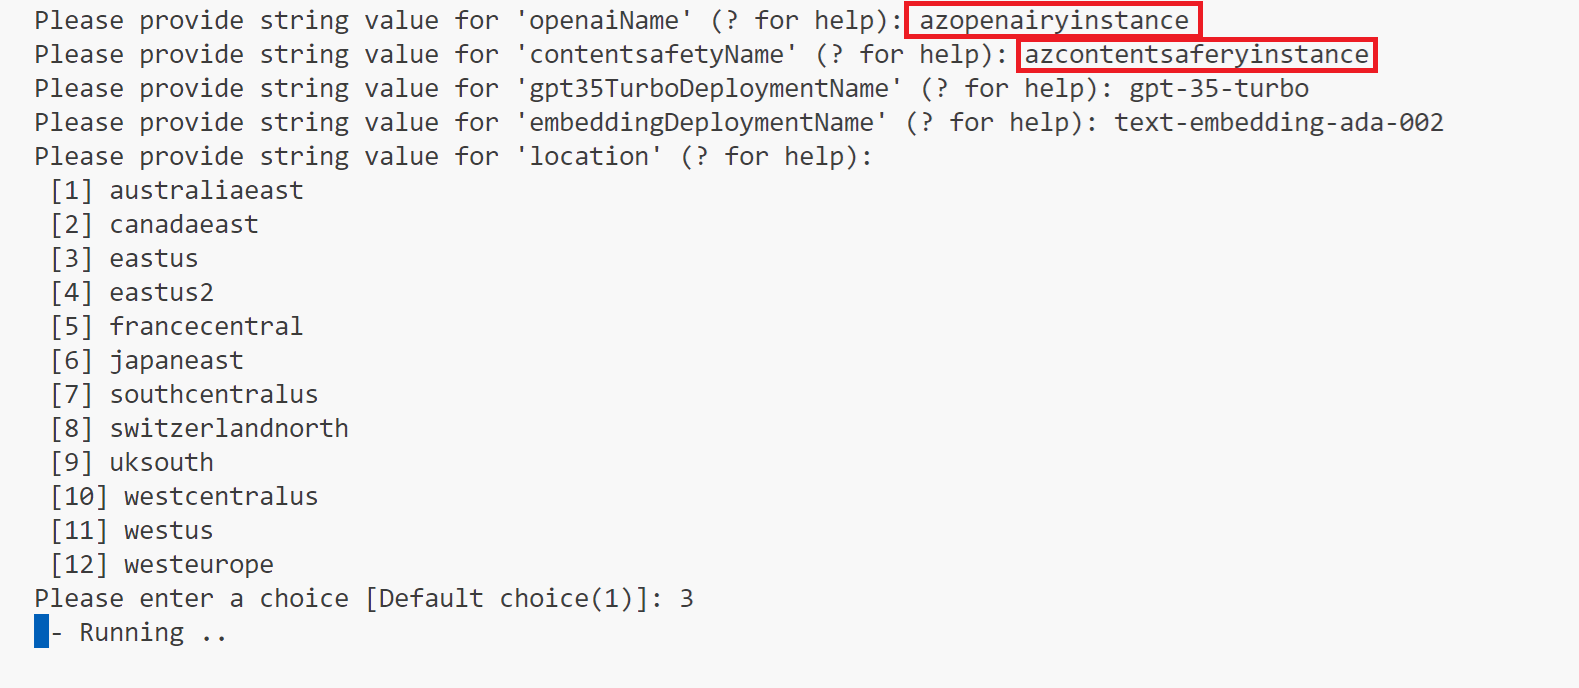 Please provide string value for 'openaiName' (? for help): azopenairyinstance
Please provide string value for 'contentsafetyName' (? for help): azcontentsaferyinstance
Please provide string value for 'gpt35TurboDeploymentName' (? for help): gpt-35-turbo
Please provide string value for 'embeddingDeploymentName' (? for help): text-embedding-ada-002
Please provide string value for 'location' (? for help):
[1] australiaeast
[2] canadaeast
[3] eastus
[4] eastus2
[5] francecentral
[6] japaneast
[7] southcentralus
[8] switzerlandnorth
[9] uksouth
[10] westcentralus
[11] westus
[12] westeurope
Please enter a choice [Default choice(1)]: 3
- Running ..